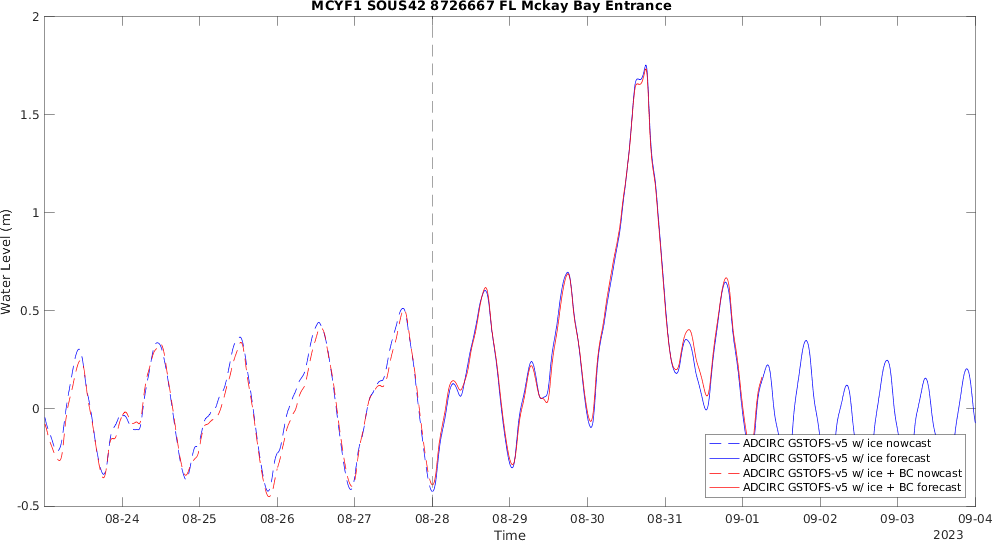 MCYF1 SOUS42 8726667 FL Mckay Bay Entrance
2
1.5
1
0.5
0
-0.5
Water Level (m)
ADCIRC GSTOFS-v5 w/ ice nowcast
ADCIRC GSTOFS-v5 w/ ice forecast
ADCIRC GSTOFS-v5 w/ ice + BC nowcast
ADCIRC GSTOFS-v5 w/ ice + BC forecast
08-24 08-25 08-26 08-27 08-28 08-29 08-30 08-31 09-01 09-02 09-03 09-04
Time
2023